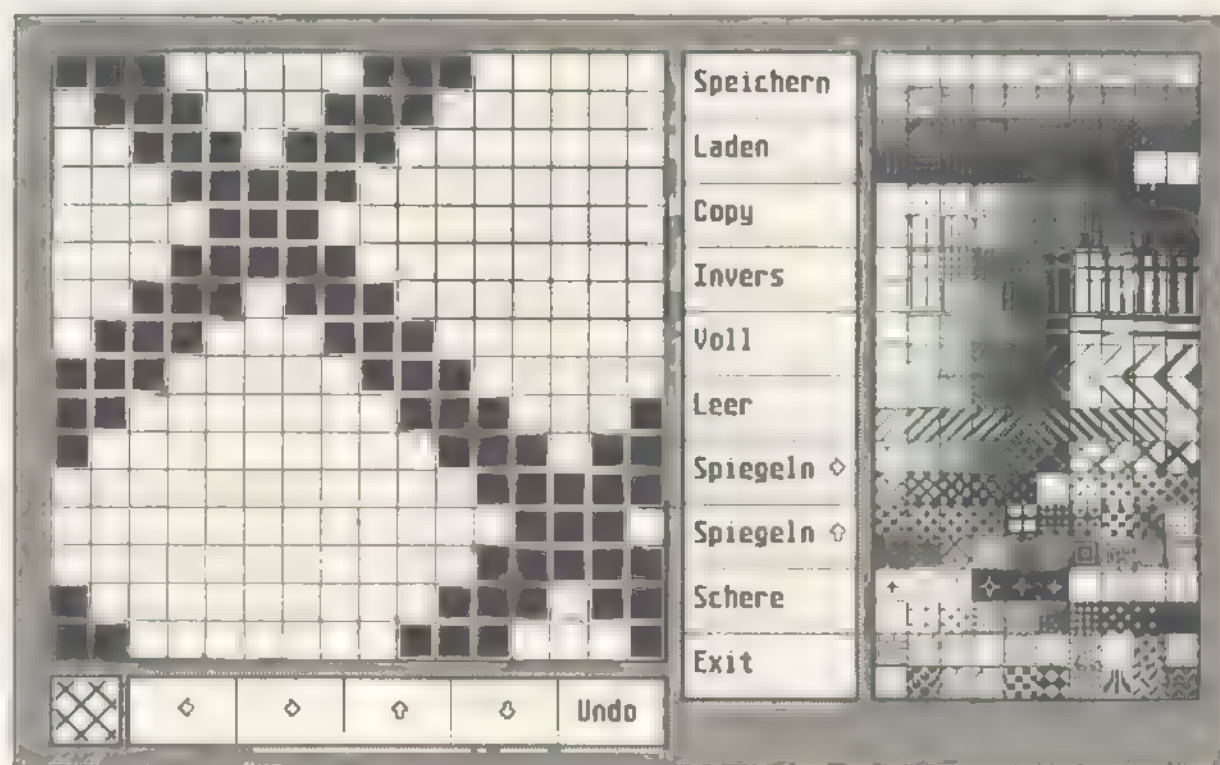 Speichern
Laden
Copy
Invers
Voll
Leer
Spiegeln
Spiegeln
Schere
Exit
Undo